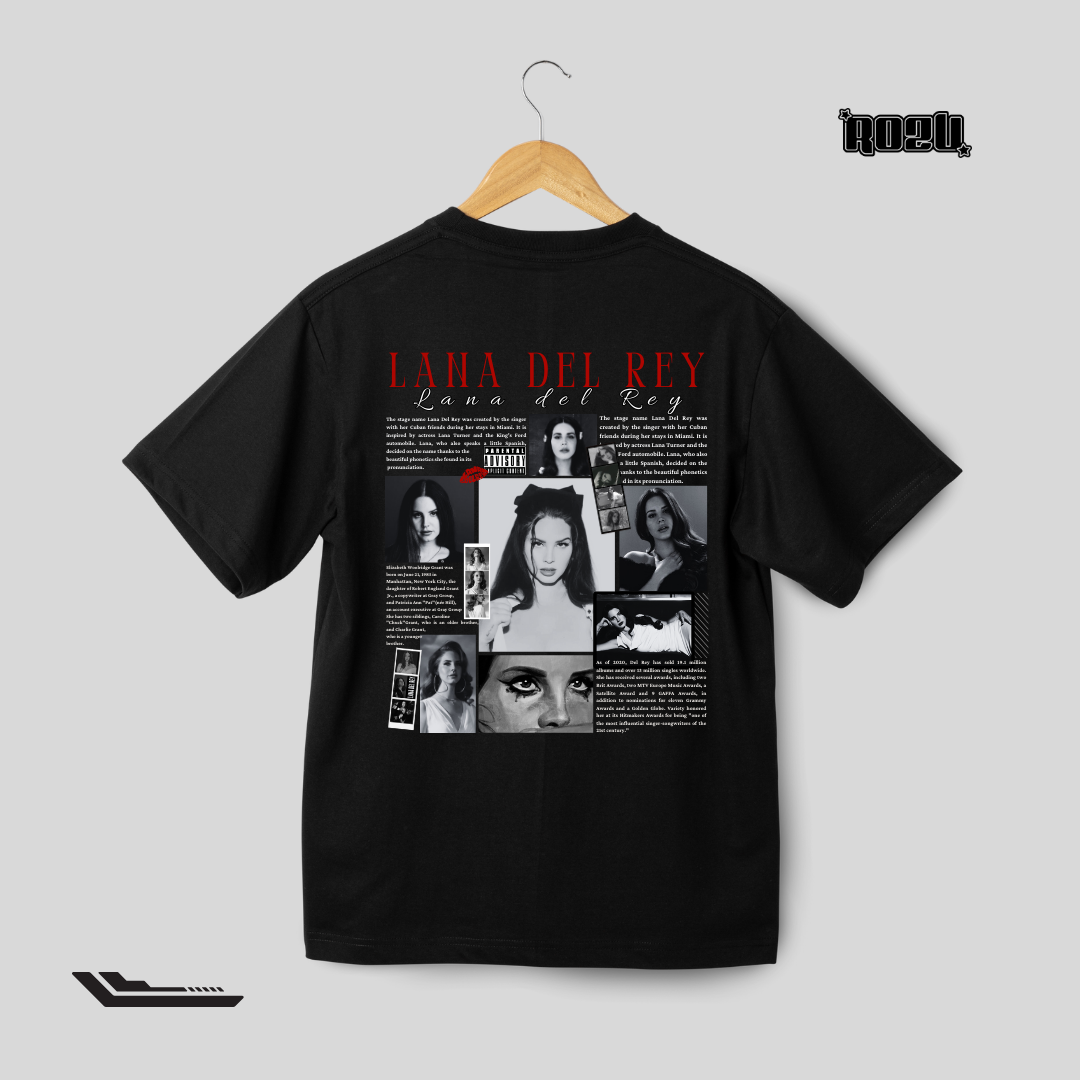 ROZU
LANA DEL REY
Lana del Rey
The stage name Lana Del Rey was created by the singer
with her Cuban friends during her stays in Miami. It is
inspired by actress Lana Turner and the King's Ford
automobile. Lana, who also speaks a little Spanish,
decided on the name thanks to the
beautiful phonetics she found in its
pronunciation.
PARENTAL
ADVISORY
EXPLICIT CONTENT
The stage name Lana Del Rey was
created by the singer with her Cuban
friends during her stays in Miami. It is
ed by actress Lana Turner and the
Ford automobile. Lana, who also
a little Spanish, decided on the
anks to the beautiful phonetics
d in its pronunciation.
Elizabeth Woolridge Grant was
born on June 21, 1985 in
Manhattan, New York City, the
daughter of Robert England Grant
Jr., a copywriter at Gray Group,
and Patricia Ann "Pat"(née Hill),
an account executive at Gray Group.
She has two siblings, Caroline
"Chuck"Grant, who is an older brother,
and Charlie Grant,
who is a younger
brother.
As of 2020, Del Rey has sold 19.1 million
albums and over 13 million singles worldwide.
She has received several awards, including two
Brit Awards, two MTV Europe Music Awards, a
Satellite Award and 9 GAFFA Awards, in
addition to nominations for eleven Grammy
Awards and a Golden Globe. Variety honored
her at its Hitmakers Awards for being "one of
the most influential singer-songwriters of the
21st century."